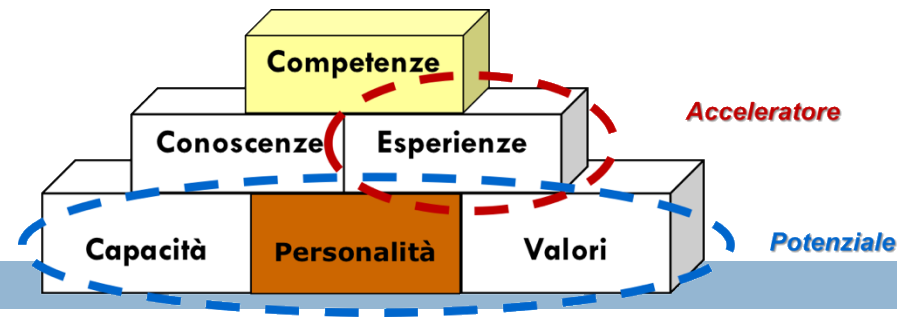 Competenze
Acceleratore
Conoscenze Esperienze
Capacità Personalità Valori
Potenziale